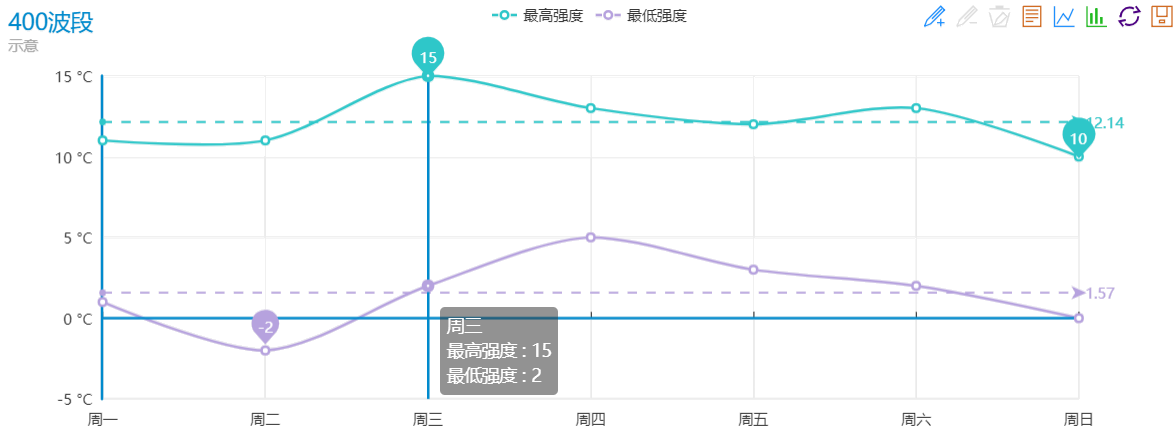 400波段
示意
最高强度 最低强度
15 °C
10 °C
5 °C
0 °C
-5 °C
15
12.14
10
-2
1.57
周三
最高强度 : 15
最低强度 : 2
周一 周二 周三 周四 周五 周六 周日